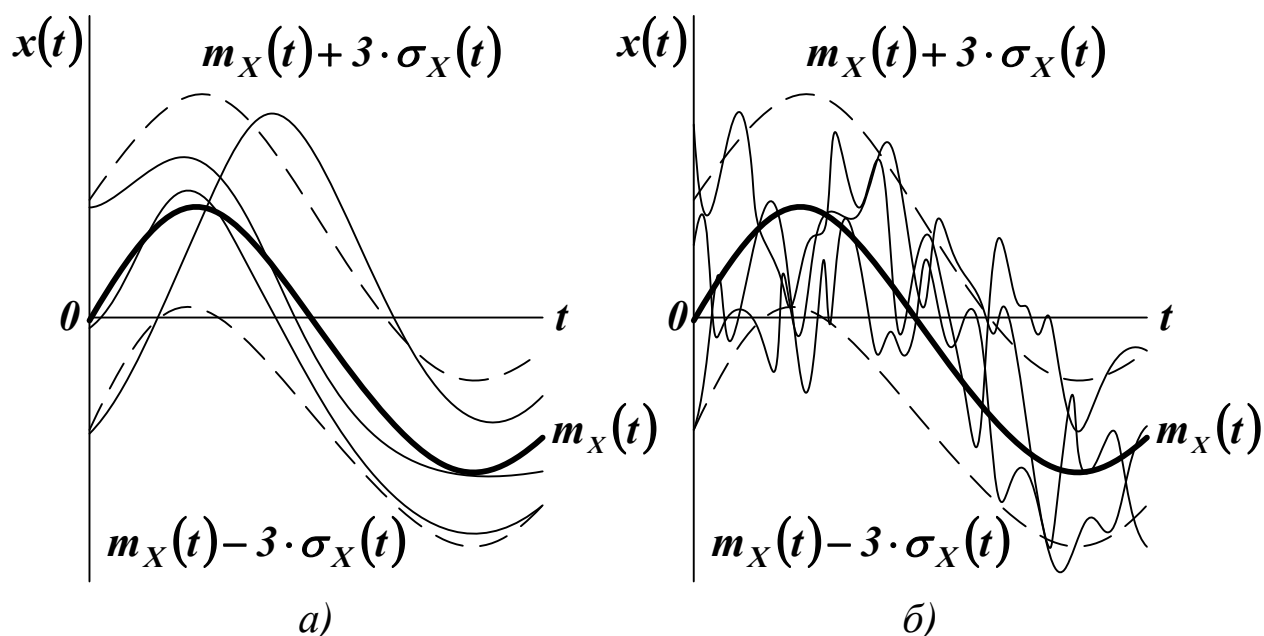 x(t)
m_X(t)+3·σ_X(t)
0
t
m_X(t)
m_X(t)−3·σ_X(t)
а)
x(t)
m_X(t)+3·σ_X(t)
0
t
m_X(t)
m_X(t)−3·σ_X(t)
б)